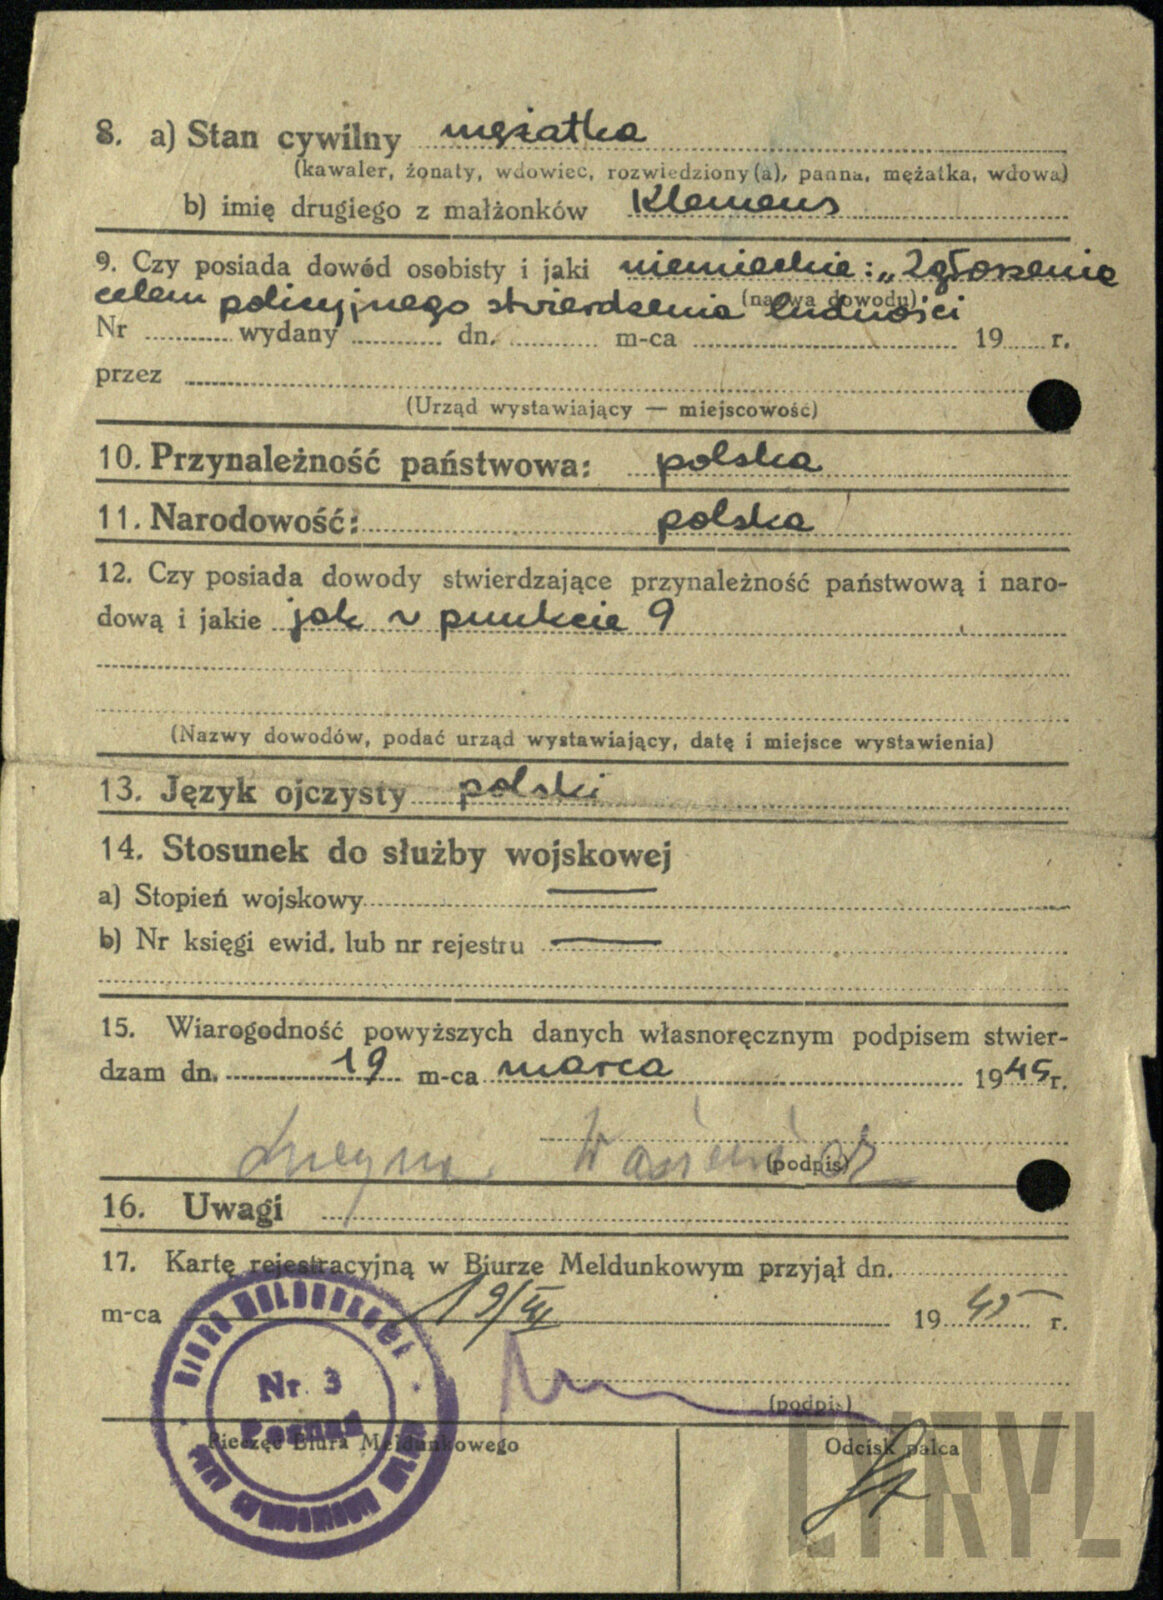 8. a) Stan cywilny mężatka
(kawaler, żonaty, wdowiec, rozwiedziony(a), panna, mężatka, wdowa)
b) imię drugiego z małżonków Klemens
9. Czy posiada dowód osobisty i jaki niemieckie: „Zgłoszenie
celem policyjnego stwierdzenia ludności
(nazwa dowodu)
Nr wydany dn. m-ca 19 r.
przez
(Urząd wystawiający — miejscowość)
10. Przynależność państwowa: polska
11. Narodowość: polska
12. Czy posiada dowody stwierdzające przynależność państwową i naro-
dową i jakie jak w punkcie 9
(Nazwy dowodów, podać urząd wystawiający, datę i miejsce wystawienia)
13. Język ojczysty polski
14. Stosunek do służby wojskowej
a) Stopień wojskowy —
b) Nr księgi ewid. lub nr rejestru —
15. Wiarogodność powyższych danych własnoręcznym podpisem stwier-
dzam dn. 19 m-ca marca 1945 r.
(podpis)
16. Uwagi
17. Kartę rejestracyjną w Biurze Meldunkowym przyjął dn.
m-ca 19/III 1945 r.
(podpis)
BIURO MELDUNKOWE
Nr 3
Poznań
Pieczęć Biura Meldunkowego
Odcisk palca
CYRYL